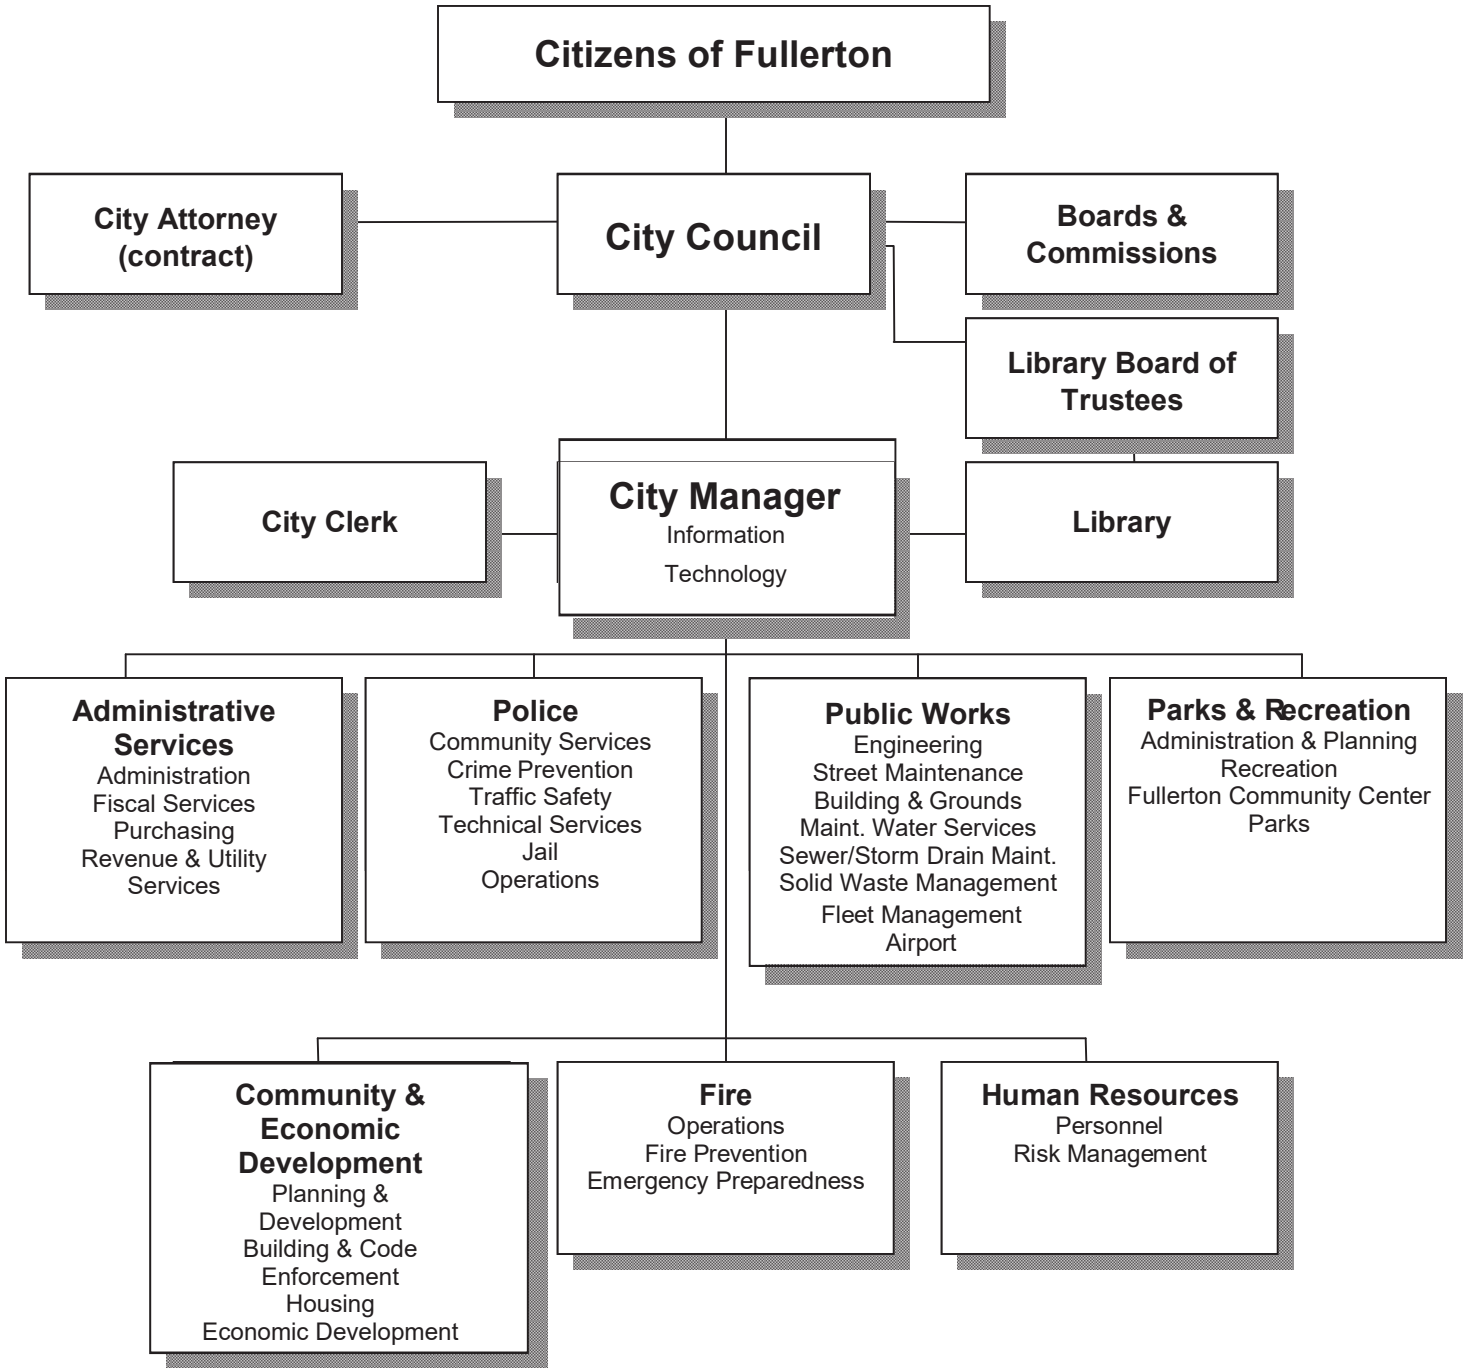 Citizens of Fullerton
City Attorney
(contract)
City Council
Boards &
Commissions
Library Board of
Trustees
City Clerk
City Manager
Information
Technology
Library
Administrative
Services
Administration
Fiscal Services
Purchasing
Revenue & Utility
Services
Police
Community Services
Crime Prevention
Traffic Safety
Technical Services
Jail
Operations
Public Works
Engineering
Street Maintenance
Building & Grounds
Maint. Water Services
Sewer/Storm Drain Maint.
Solid Waste Management
Fleet Management
Airport
Parks & Recreation
Administration & Planning
Recreation
Fullerton Community Center
Parks
Community &
Economic
Development
Planning &
Development
Building & Code
Enforcement
Housing
Economic Development
Fire
Operations
Fire Prevention
Emergency Preparedness
Human Resources
Personnel
Risk Management